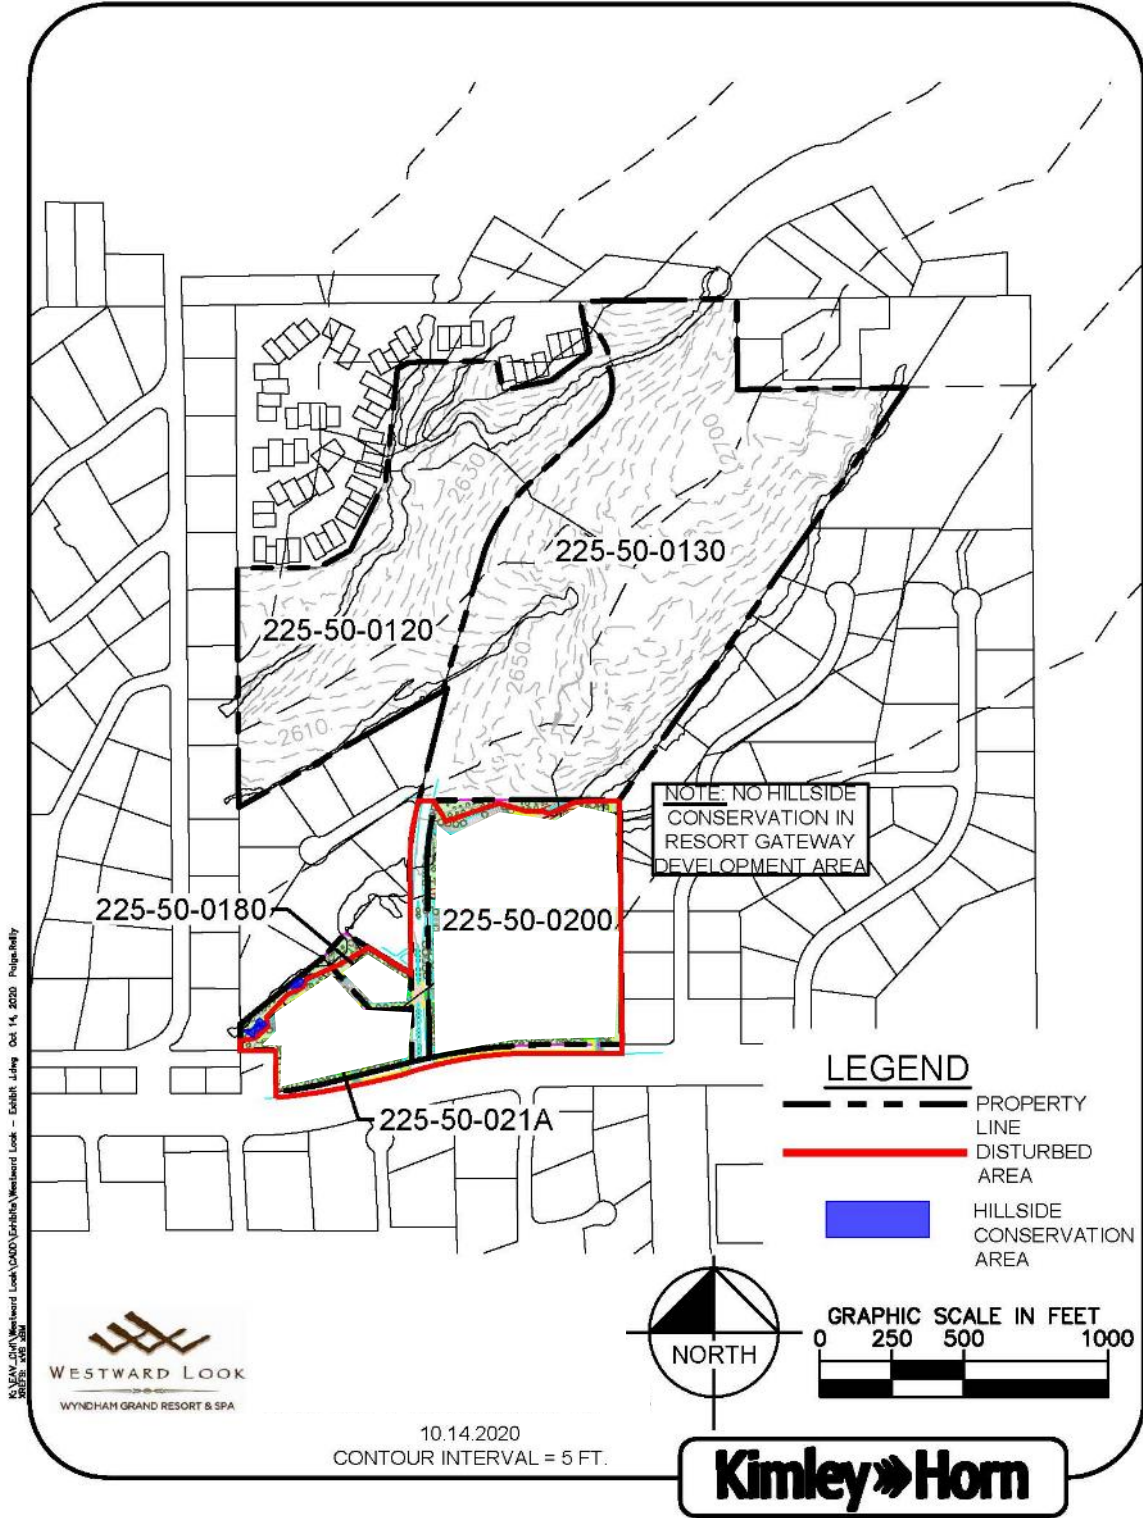 2700
2630
225-50-0130
225-50-0120
2650
2610
NOTE: NO HILLSIDE
CONSERVATION IN
RESORT GATEWAY
DEVELOPMENT AREA
225-50-0180
225-50-0200
225-50-021A
LEGEND
PROPERTY
LINE
DISTURBED
AREA
HILLSIDE
CONSERVATION
AREA
GRAPHIC SCALE IN FEET
0 250 500 1000
NORTH
WESTWARD LOOK
WYNDHAM GRAND RESORT & SPA
10.14.2020
CONTOUR INTERVAL = 5 FT.
Kimley Horn